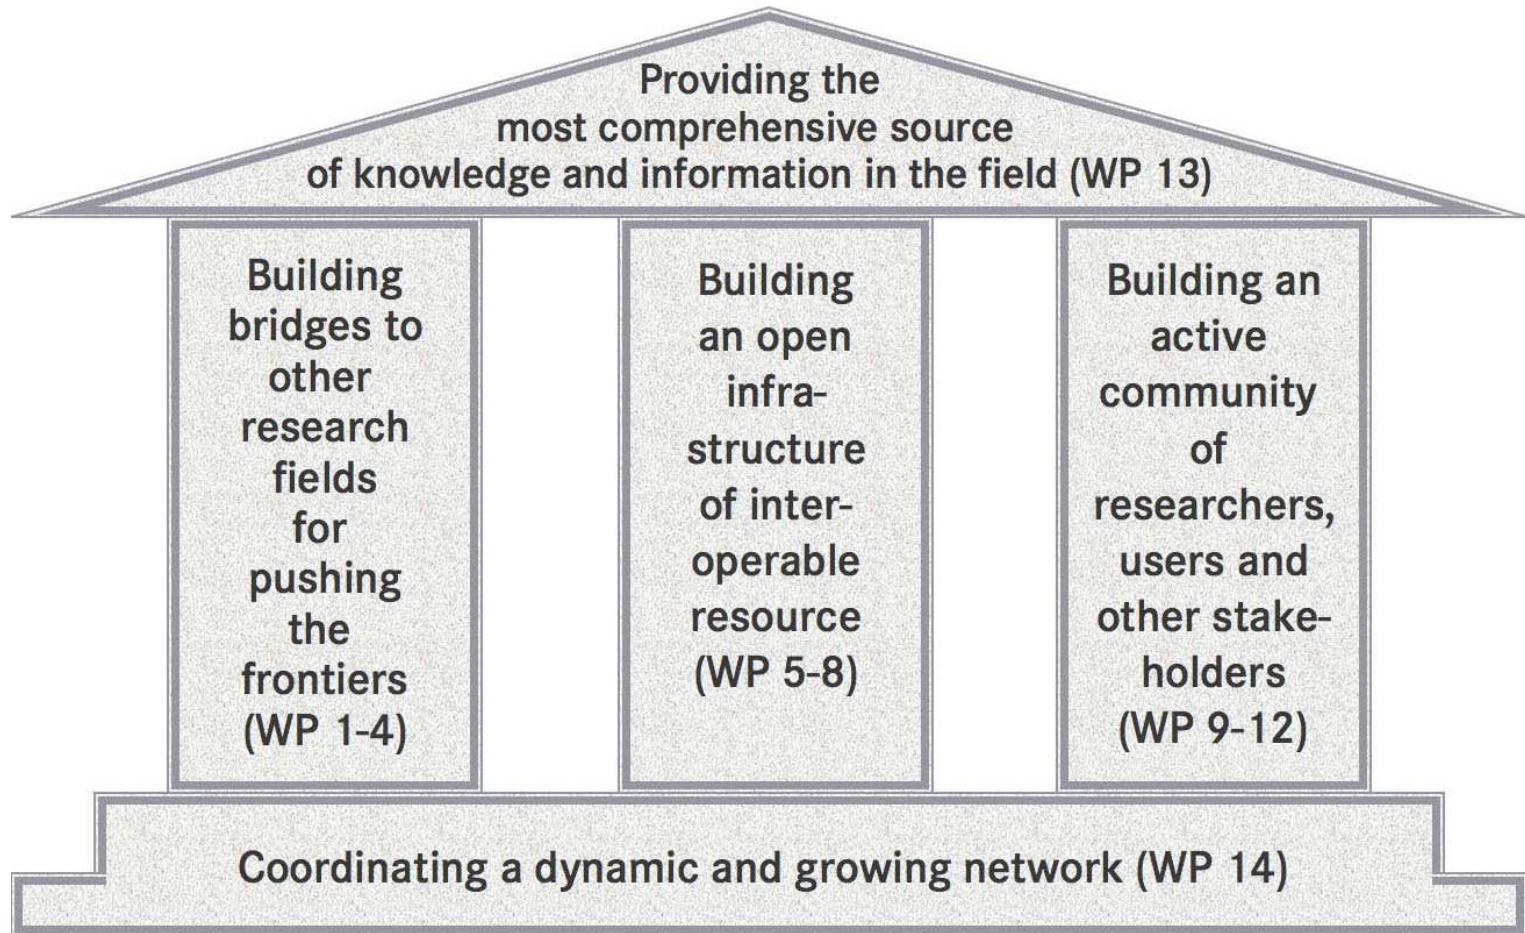 Providing the
most comprehensive source
of knowledge and information in the field (WP 13)
Building
bridges to
other
research
fields
for
pushing
the
frontiers
(WP 1-4)
Building
an open
infra-
structure
of inter-
operable
resource
(WP 5-8)
Building an
active
community
of
researchers,
users and
other stake-
holders
(WP 9-12)
Coordinating a dynamic and growing network (WP 14)